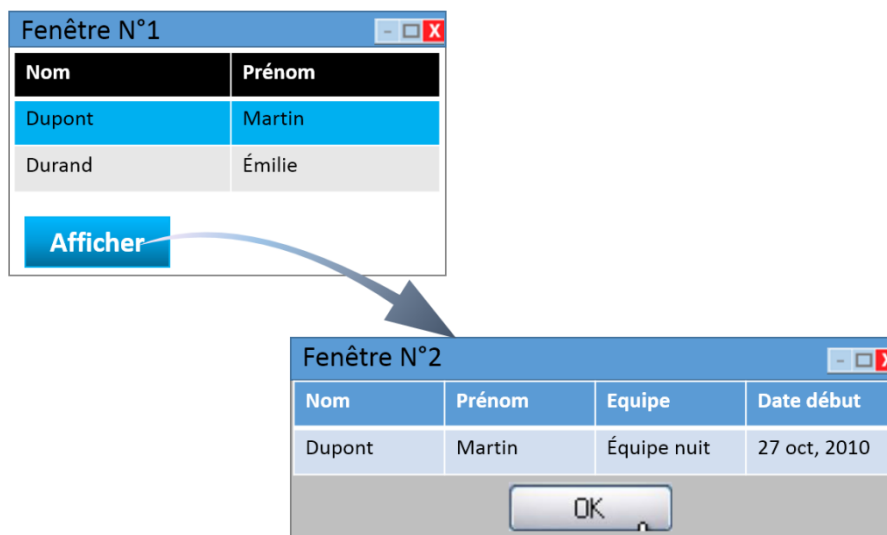 Fenêtre N°1
Nom Prénom
Dupont Martin
Durand Émilie
Afficher
Fenêtre N°2
Nom Prénom Equipe Date début
Dupont Martin Équipe nuit 27 oct, 2010
OK